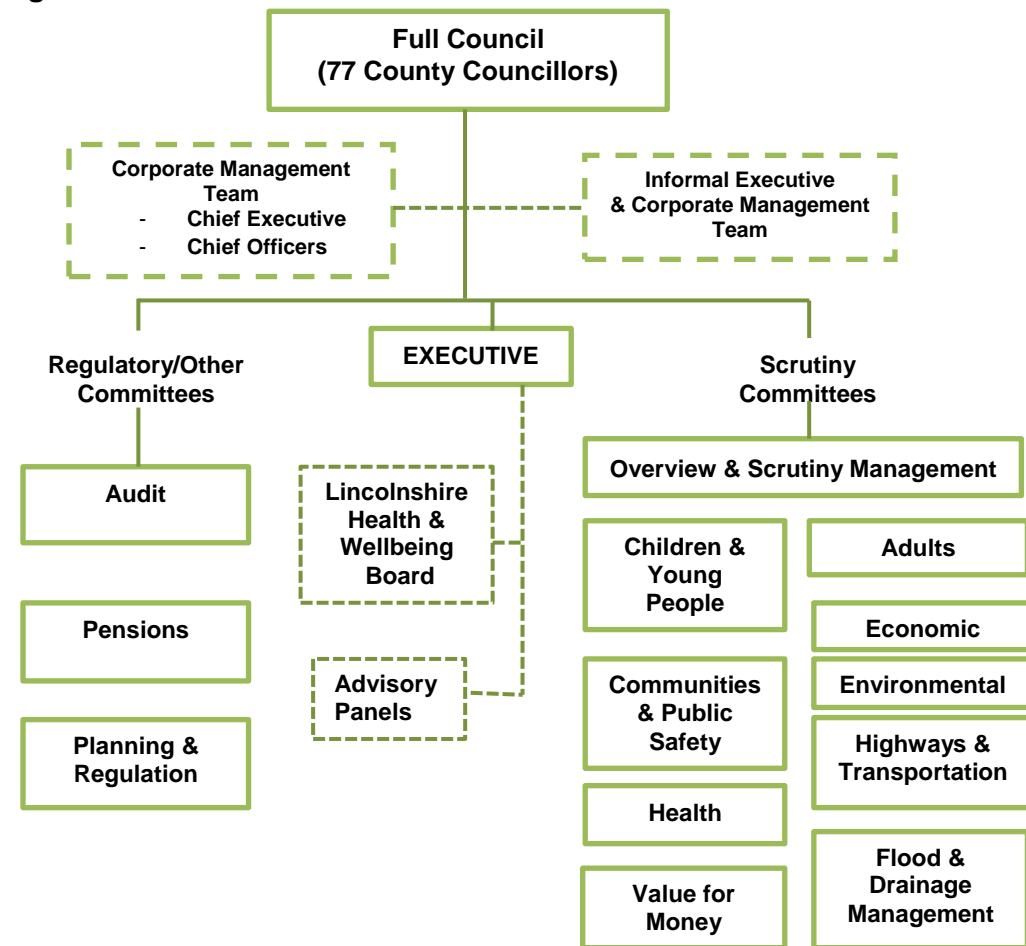 g
Full Council
(77 County Councillors)
Corporate Management
Team
- Chief Executive
- Chief Officers
Informal Executive
& Corporate Management
Team
Regulatory/Other
Committees
EXECUTIVE
Scrutiny
Committees
Audit
Pensions
Planning &
Regulation
Lincolnshire
Health &
Wellbeing
Board
Advisory
Panels
Overview & Scrutiny Management
Children &
Young
People
Adults
Economic
Communities
& Public
Safety
Environmental
Highways &
Transportation
Health
Value for
Money
Flood &
Drainage
Management